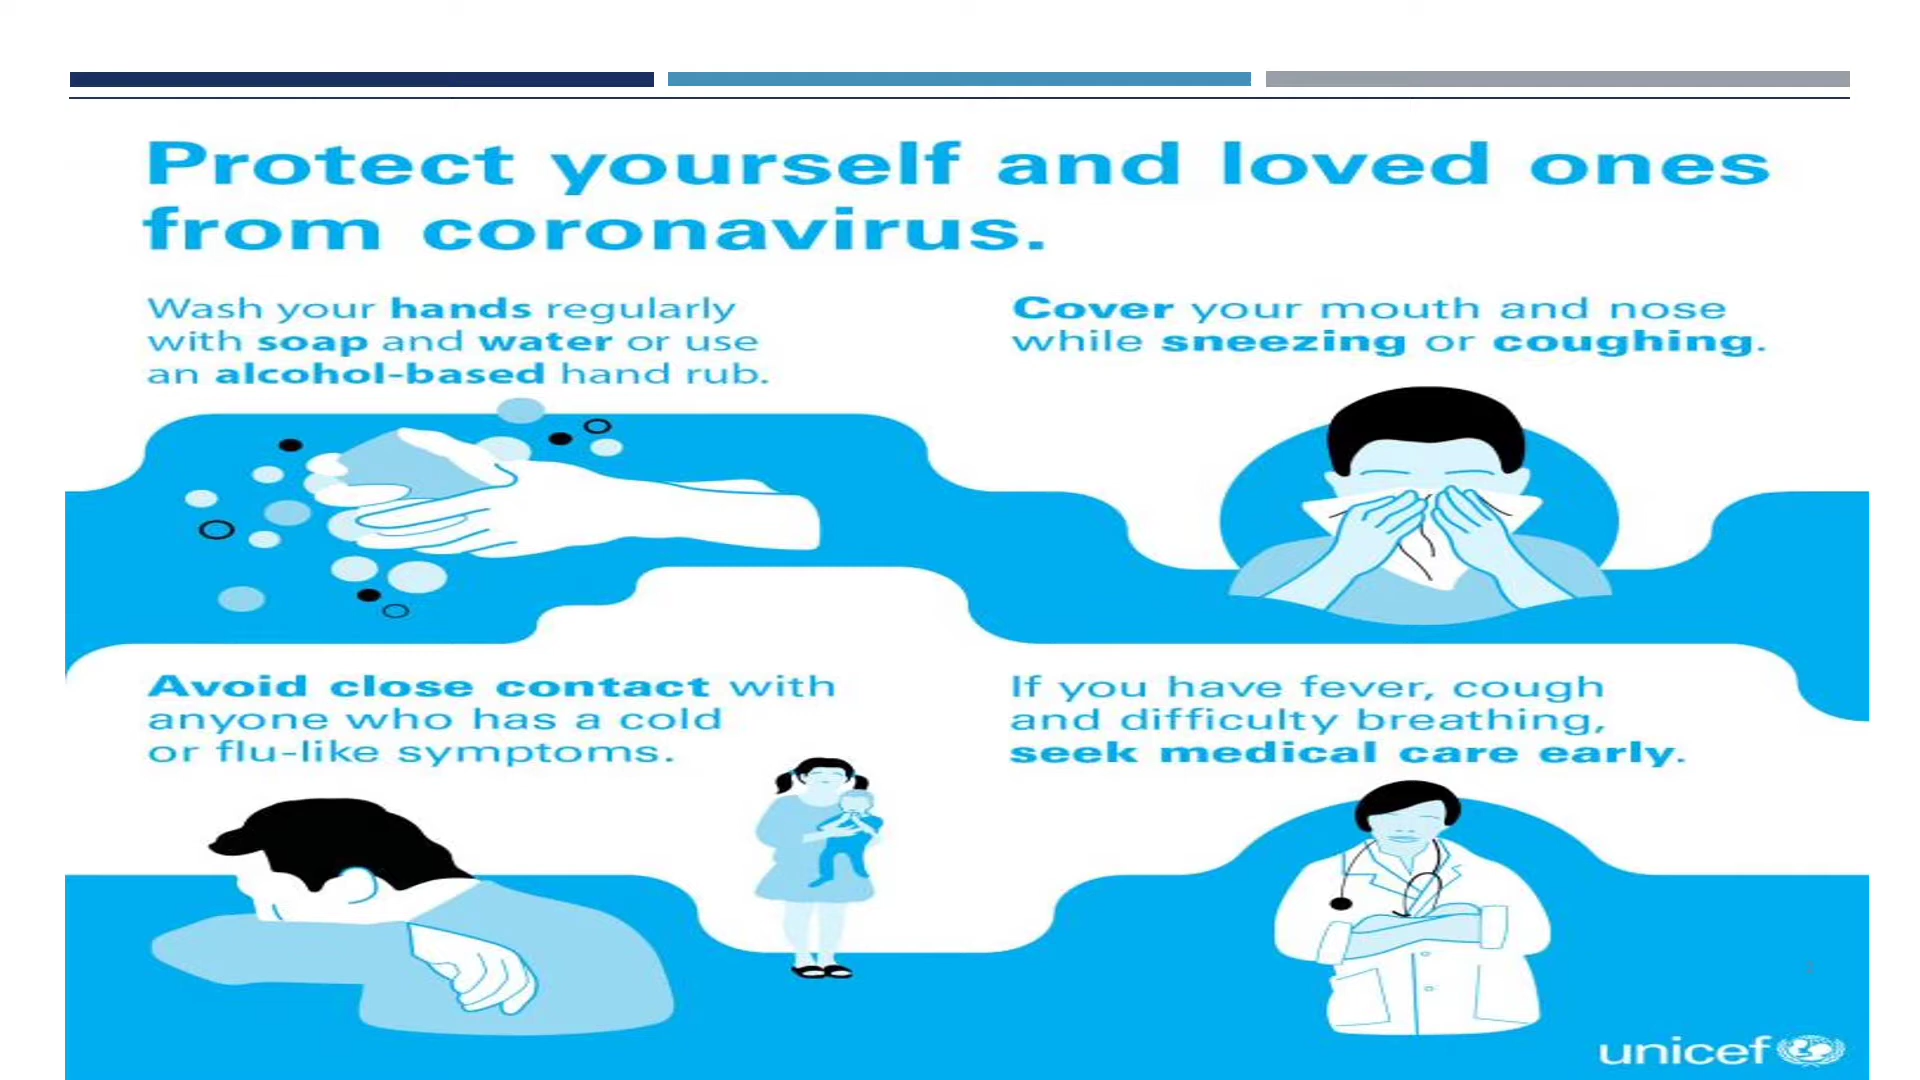 Protect yourself and loved ones
from coronavirus.
Wash your hands regularly
with soap and water or use
an alcohol-based hand rub.
Cover your mouth and nose
while sneezing or coughing.
Avoid close contact with
anyone who has a cold
or flu-like symptoms.
If you have fever, cough
and difficulty breathing,
seek medical care early.
unicef